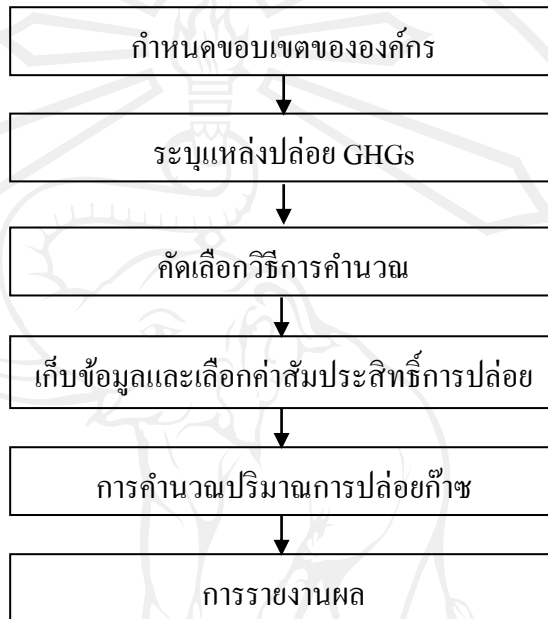 กำหนดขอบเขตขององค์กร
ระบุแหล่งปล่อย GHGs
คัดเลือกวิธีการคำนวณ
เก็บข้อมูลและเลือกค่าสัมประสิทธิ์การปล่อย
การคำนวณปริมาณการปล่อยก๊าซ
การรายงานผล